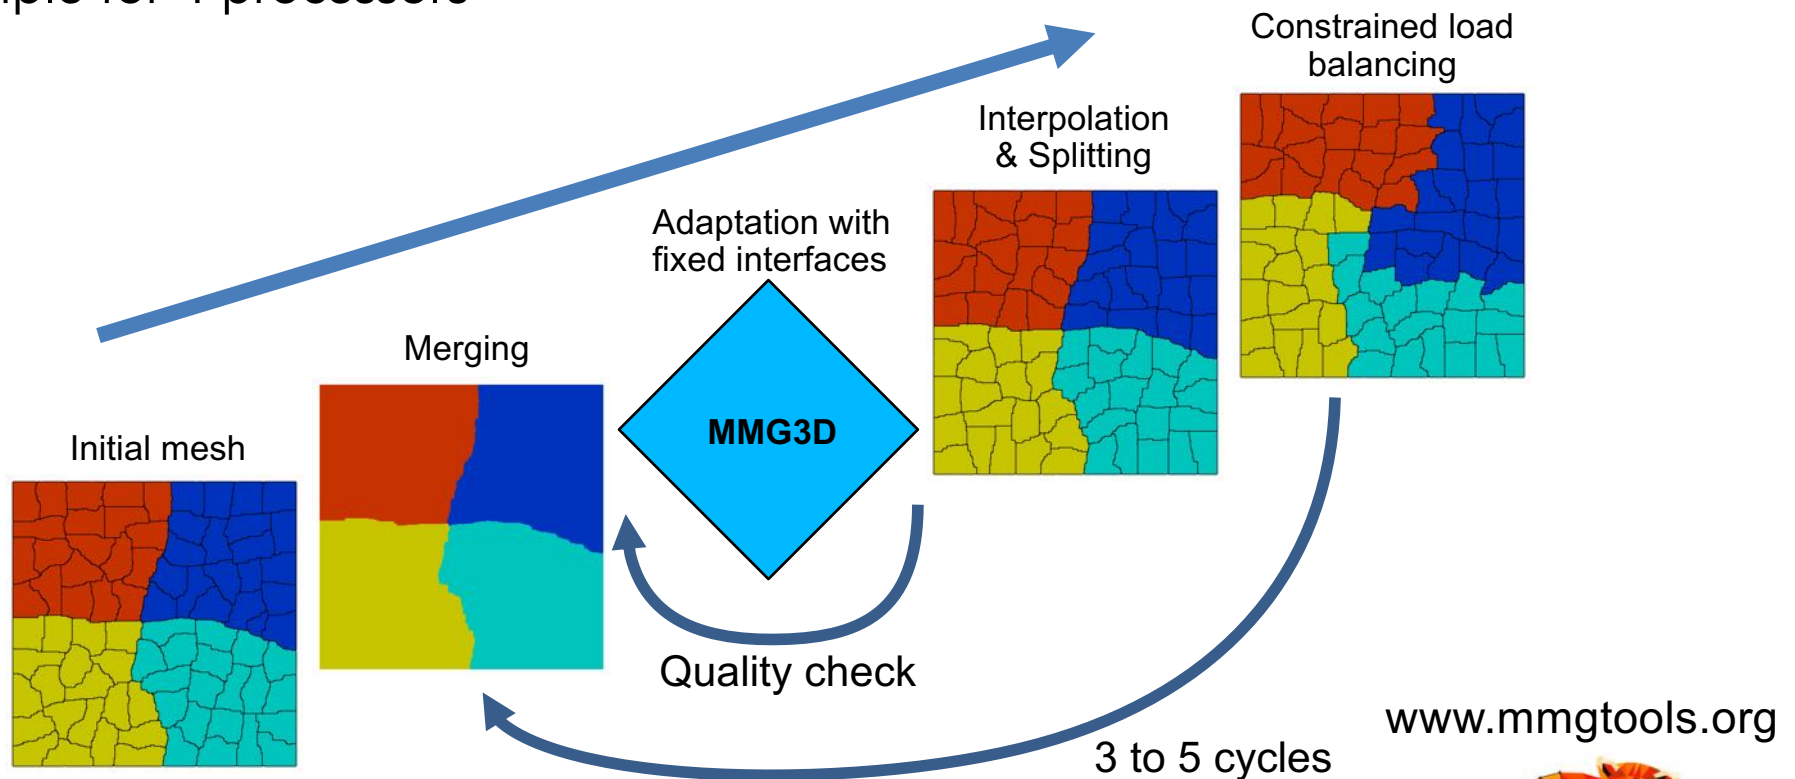 Constrained load
balancing
Interpolation
& Splitting
Adaptation with
fixed interfaces
Merging
MMG3D
Initial mesh
Quality check
www.mmgtools.org
3 to 5 cycles